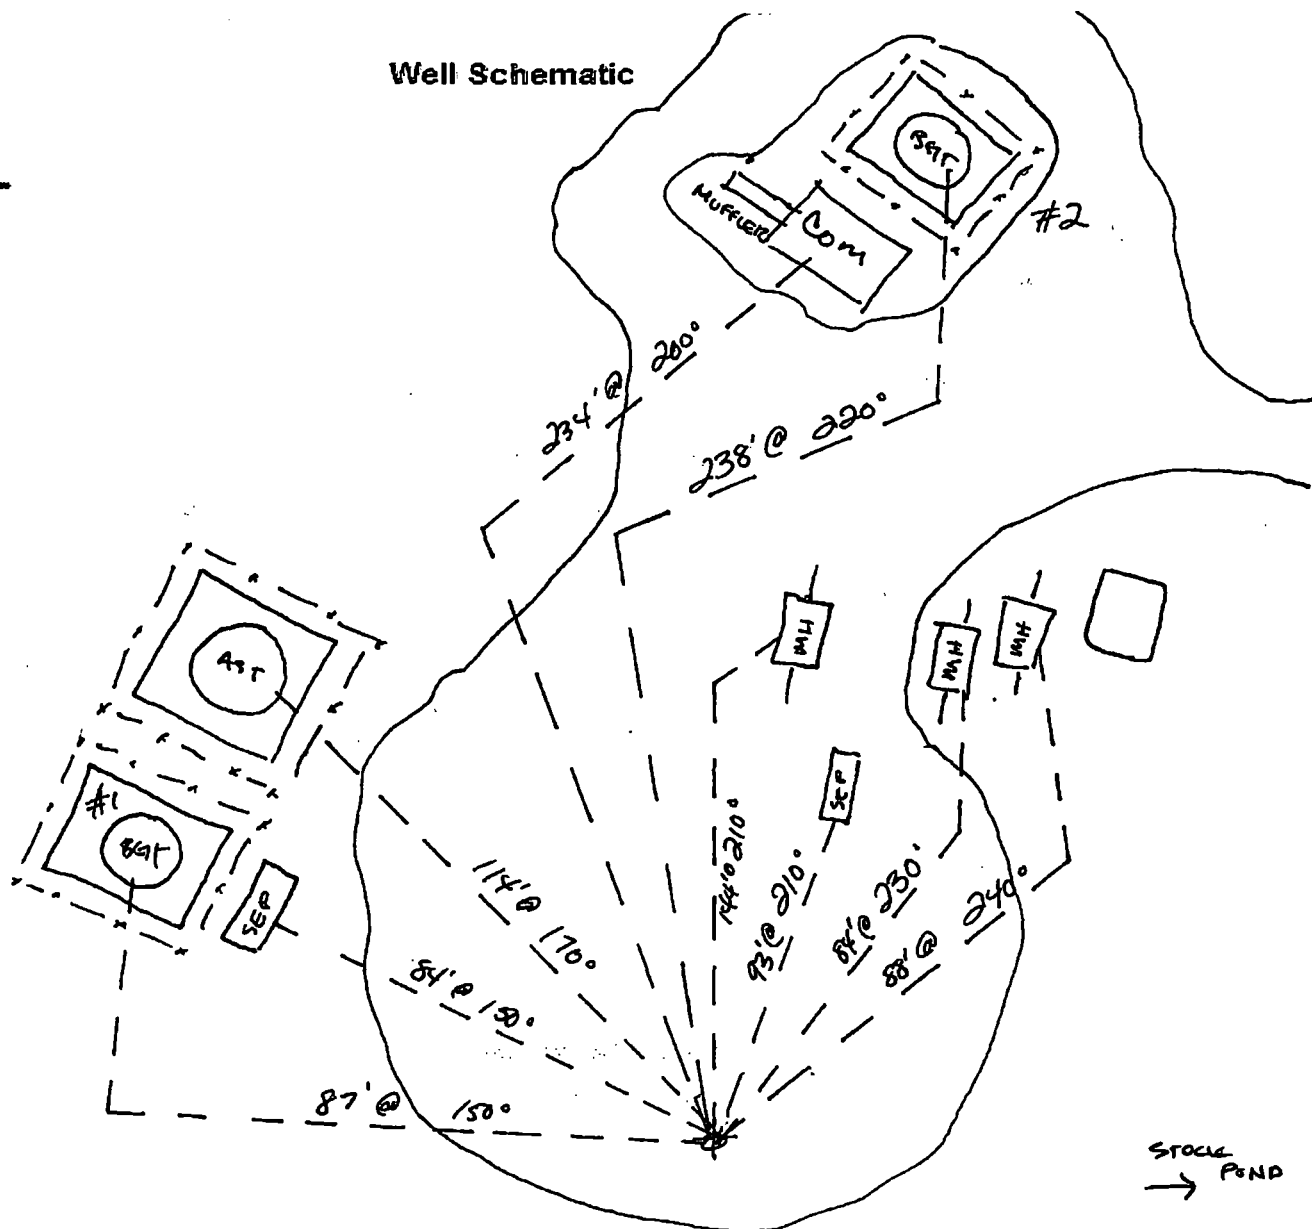 Well Schematic
BGT
MUFFLER
Com
#2
200°
234' @
238' @ 220°
MH
MH
MH
AST
SEP
#1
BGT
SEP
144' @ 210°
93' @ 210°
84' @ 230°
88' @ 240°
114' @ 170°
84' @ 150°
87' @ 150°
STOCK
POND